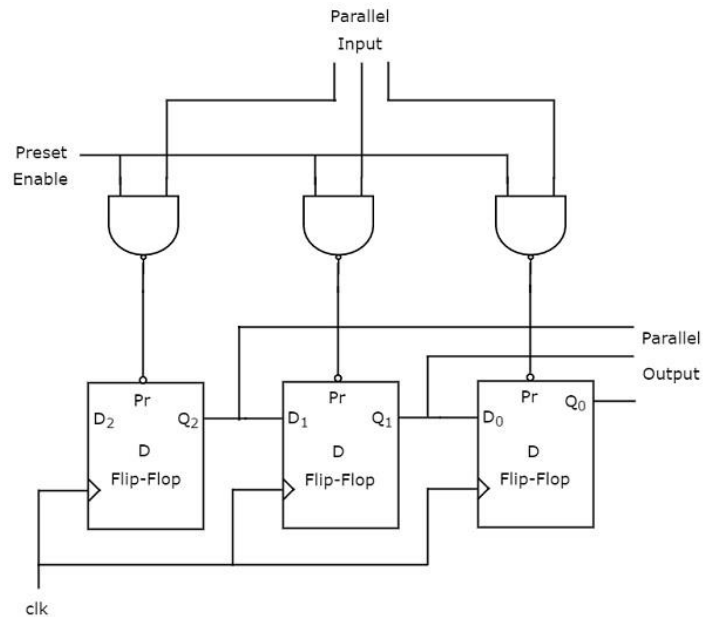 Parallel
Input
Preset
Enable
Parallel
Output
Pr
Pr
Pr
D₂
Q₂
D₁
Q₁
D₀
Q₀
D
Flip-Flop
D
Flip-Flop
D
Flip-Flop
clk